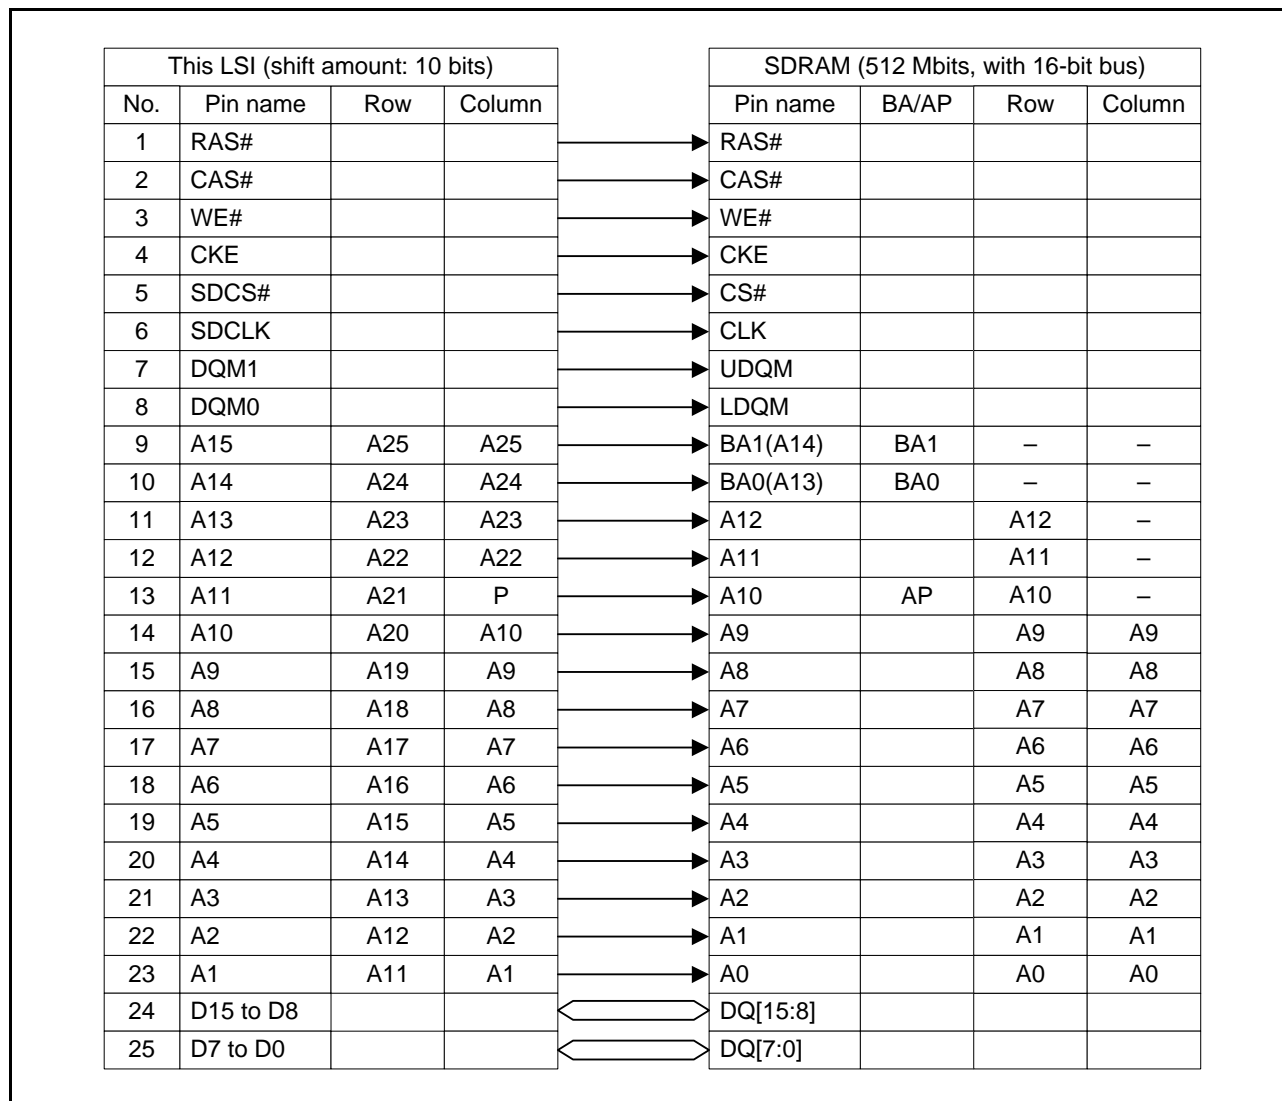 This LSI (shift amount: 10 bits) SDRAM (512 Mbits, with 16-bit bus)
No. Pin name Row Column Pin name BA/AP Row Column
1 RAS# RAS#
2 CAS# CAS#
3 WE# WE#
4 CKE CKE
5 SDCS# CS#
6 SDCLK CLK
7 DQM1 UDQM
8 DQM0 LDQM
9 A15 A25 A25 BA1(A14) BA1 – –
10 A14 A24 A24 BA0(A13) BA0 – –
11 A13 A23 A23 A12 A12 –
12 A12 A22 A22 A11 A11 –
13 A11 A21 P A10 AP A10 –
14 A10 A20 A10 A9 A9 A9
15 A9 A19 A9 A8 A8 A8
16 A8 A18 A8 A7 A7 A7
17 A7 A17 A7 A6 A6 A6
18 A6 A16 A6 A5 A5 A5
19 A5 A15 A5 A4 A4 A4
20 A4 A14 A4 A3 A3 A3
21 A3 A13 A3 A2 A2 A2
22 A2 A12 A2 A1 A1 A1
23 A1 A11 A1 A0 A0 A0
24 D15 to D8 DQ[15:8]
25 D7 to D0 DQ[7:0]